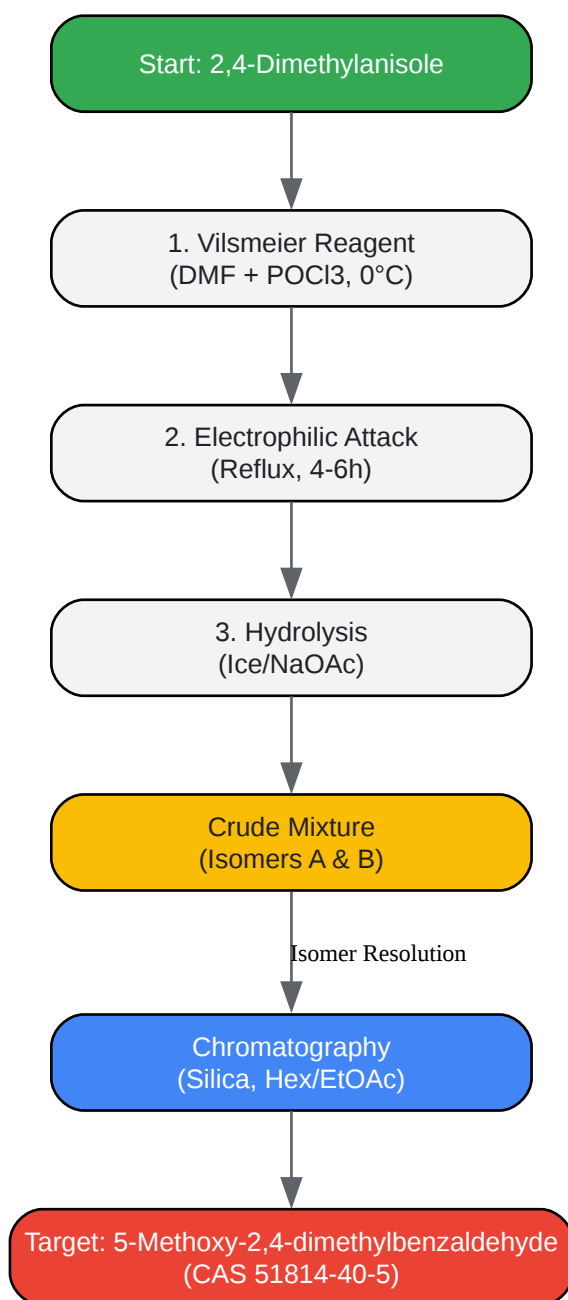 Start: 2,4-Dimethylanisole
1. Vilsmeier Reagent
(DMF + POCl3, 0°C)
2. Electrophilic Attack
(Reflux, 4-6h)
3. Hydrolysis
(Ice/NaOAc)
Crude Mixture
(Isomers A & B)
Isomer Resolution
Chromatography
(Silica, Hex/EtOAc)
Target: 5-Methoxy-2,4-dimethylbenzaldehyde
(CAS 51814-40-5)